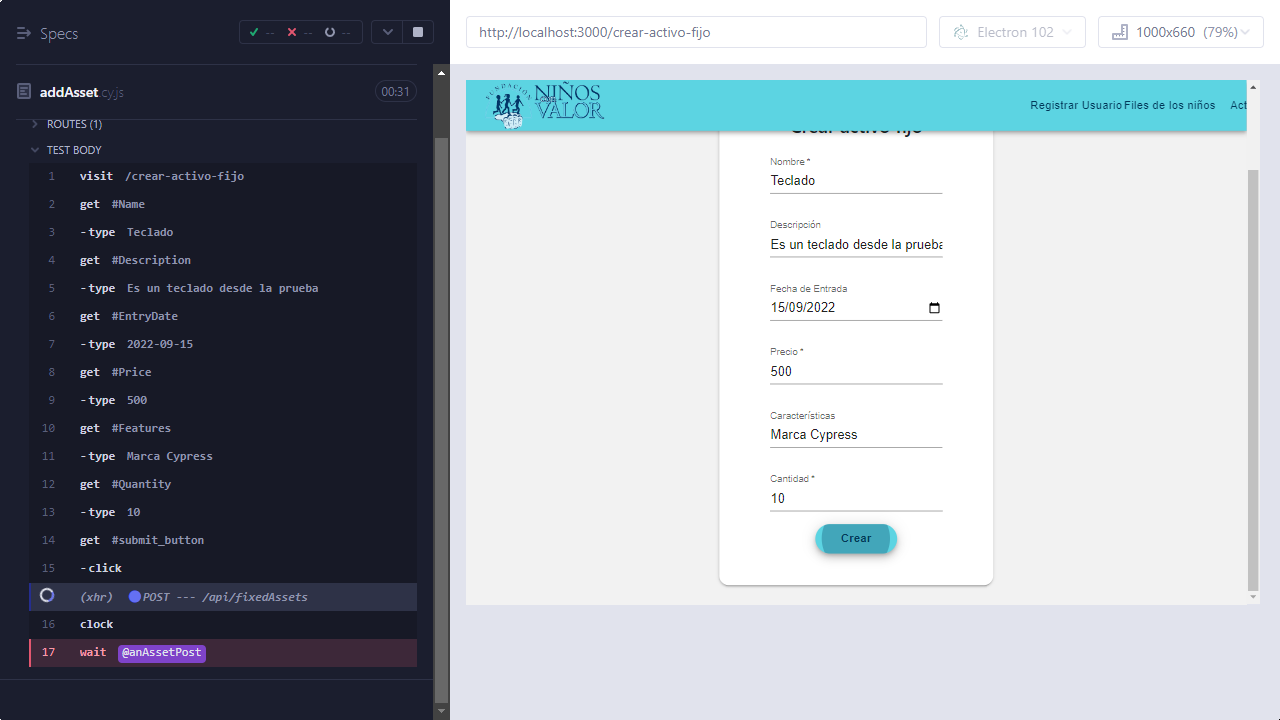 Specs
-- -- --
addAsset.cy.js
00:31
ROUTES (1)
TEST BODY
1 visit /crear-activo-fijo
2 get #Name
3 -type Teclado
4 get #Description
5 -type Es un teclado desde la prueba
6 get #EntryDate
7 -type 2022-09-15
8 get #Price
9 -type 500
10 get #Features
11 -type Marca Cypress
12 get #Quantity
13 -type 10
14 get #submit_button
15 -click
(xhr) POST --- /api/fixedAssets
16 clock
17 wait @anAssetPost
http://localhost:3000/crear-activo-fijo
Electron 102
1000x660 (79%)
FUNDACIÓN
NIÑOS
CON
VALOR
Registrar Usuario Files de los niños Act
Crear activo fijo
Nombre *
Teclado
Descripción
Es un teclado desde la prueba
Fecha de Entrada
15/09/2022
Precio *
500
Características
Marca Cypress
Cantidad *
10
Crear